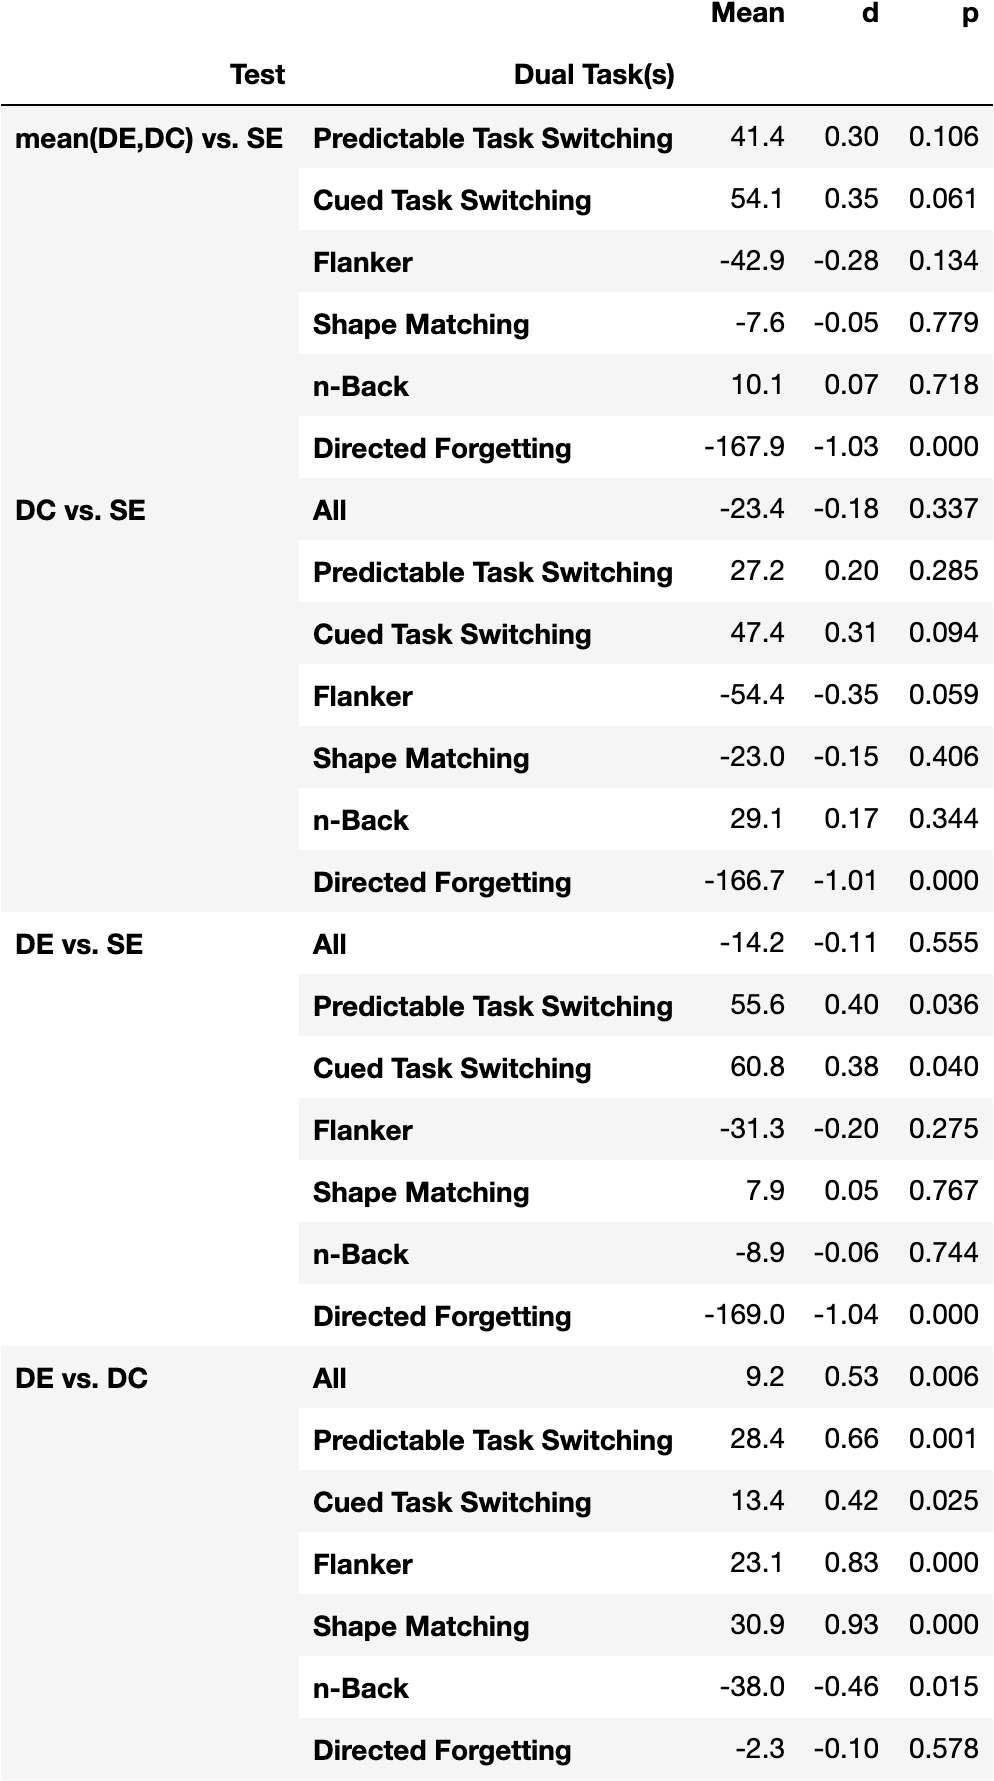 Mean d p
Test Dual Task(s)
mean(DE,DC) vs. SE Predictable Task Switching 41.4 0.30 0.106
Cued Task Switching 54.1 0.35 0.061
Flanker -42.9 -0.28 0.134
Shape Matching -7.6 -0.05 0.779
n-Back 10.1 0.07 0.718
Directed Forgetting -167.9 -1.03 0.000
DC vs. SE All -23.4 -0.18 0.337
Predictable Task Switching 27.2 0.20 0.285
Cued Task Switching 47.4 0.31 0.094
Flanker -54.4 -0.35 0.059
Shape Matching -23.0 -0.15 0.406
n-Back 29.1 0.17 0.344
Directed Forgetting -166.7 -1.01 0.000
DE vs. SE All -14.2 -0.11 0.555
Predictable Task Switching 55.6 0.40 0.036
Cued Task Switching 60.8 0.38 0.040
Flanker -31.3 -0.20 0.275
Shape Matching 7.9 0.05 0.767
n-Back -8.9 -0.06 0.744
Directed Forgetting -169.0 -1.04 0.000
DE vs. DC All 9.2 0.53 0.006
Predictable Task Switching 28.4 0.66 0.001
Cued Task Switching 13.4 0.42 0.025
Flanker 23.1 0.83 0.000
Shape Matching 30.9 0.93 0.000
n-Back -38.0 -0.46 0.015
Directed Forgetting -2.3 -0.10 0.578